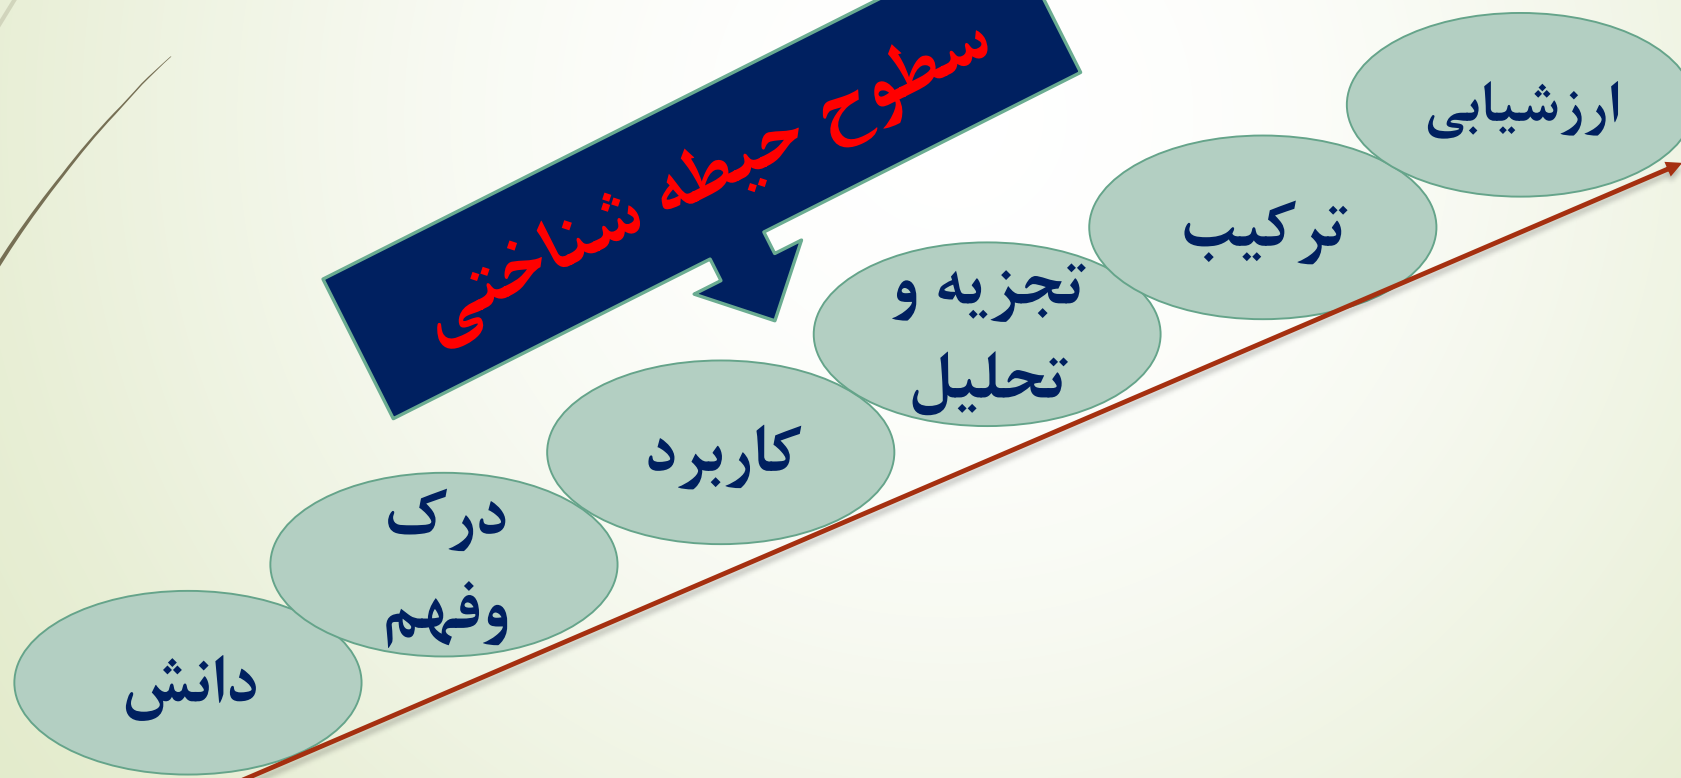 سطوح حیطه شناختی
ارزشیابی
ترکیب
تجزیه و
تحلیل
کاربرد
درک
وفهم
دانش